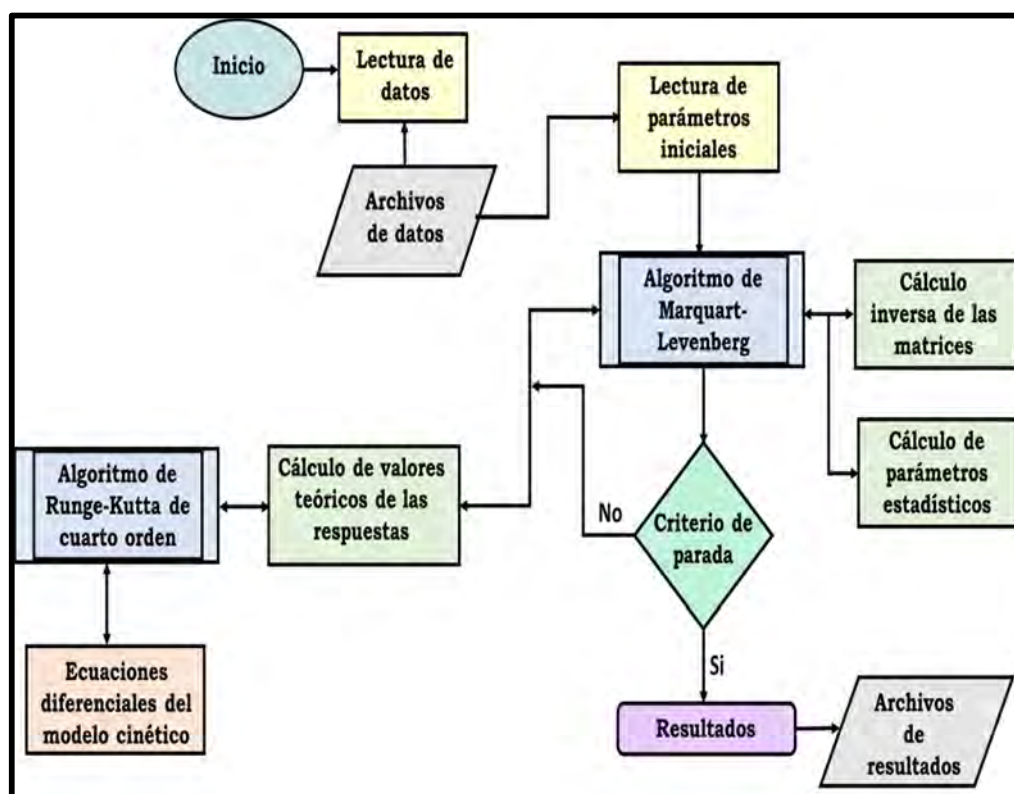 Inicio
Lectura de
datos
Lectura de
parámetros
iniciales
Archivos
de datos
Algoritmo de
Marquart-
Levenberg
Cálculo
inversa de las
matrices
Cálculo de
parámetros
estadísticos
Algoritmo de
Runge-Kutta de
cuarto orden
Cálculo de valores
teóricos de las
respuestas
No
Criterio de
parada
Ecuaciones
diferenciales del
modelo cinético
Si
Resultados
Archivos
de
resultados